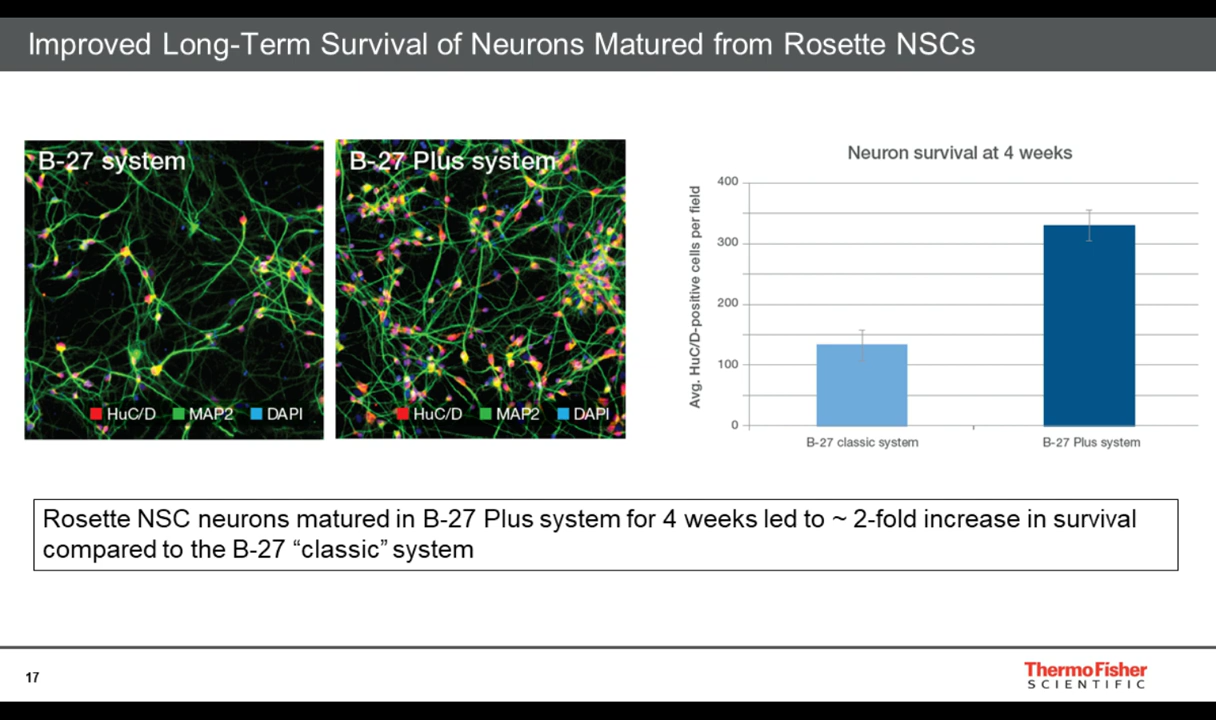 Improved Long-Term Survival of Neurons Matured from Rosette NSCs
B-27 system
HuC/D MAP2 DAPI
B-27 Plus system
HuC/D MAP2 DAPI
Neuron survival at 4 weeks
Avg. HuC/D-positive cells per field
400
300
200
100
0
B-27 classic system
B-27 Plus system
Rosette NSC neurons matured in B-27 Plus system for 4 weeks led to ~ 2-fold increase in survival
compared to the B-27 “classic” system
17
ThermoFisher
SCIENTIFIC